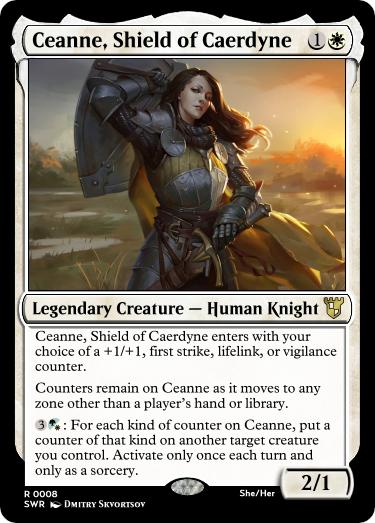 Ceanne, Shield of Caerdyne 1
Legendary Creature — Human Knight
Ceanne, Shield of Caerdyne enters with your
choice of a +1/+1, first strike, lifelink, or vigilance
counter.
Counters remain on Ceanne as it moves to any
zone other than a player's hand or library.
3 : For each kind of counter on Ceanne, put a
counter of that kind on another target creature
you control. Activate only once each turn and
only as a sorcery.
2/1
R 0008 She/Her
SWR Dmitry Skvortsov